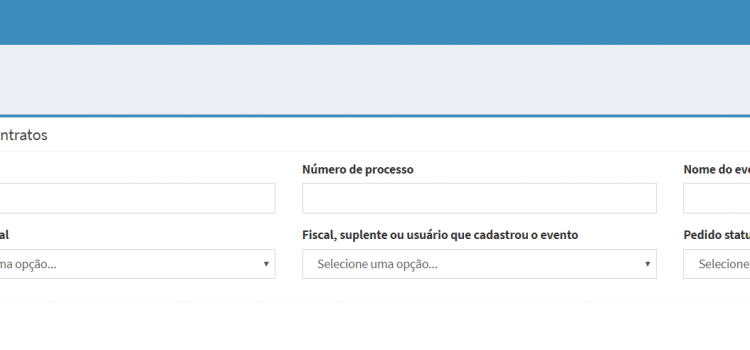 ntratos
Número de processo
Nome do eve
al
Fiscal, suplente ou usuário que cadastrou o evento
Pedido statu
ma opção...
Selecione uma opção...
Selecione